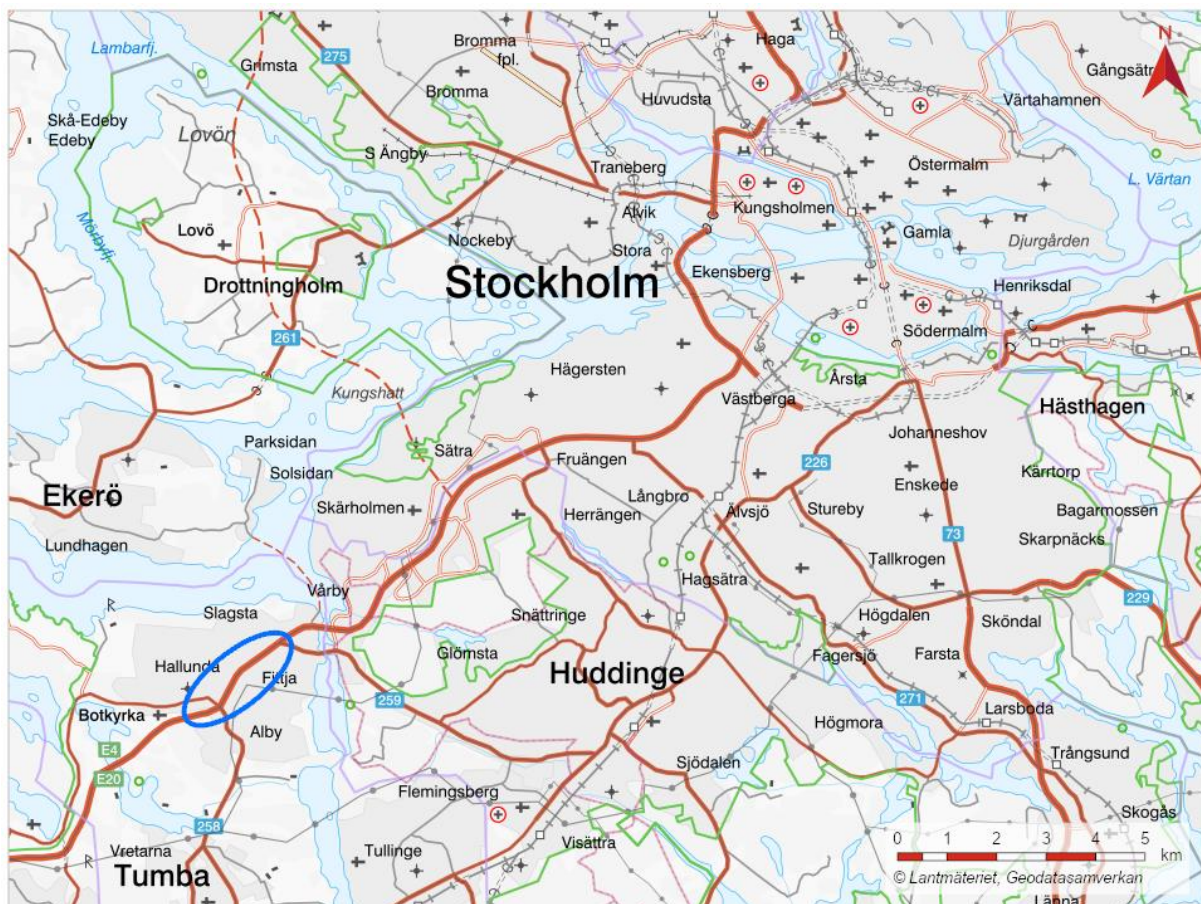 Lambarfj.
275
Bromma
fpl.
Haga
N
Gångsätr
Grimsta
Bromma
Huvudsta
Värtahamnen
Skå-Edeby
Edeby
Lovön
S Ängby
Traneberg
Östermalm
L. Värtan
Mörbyfj.
Lovö
Nockeby
Alvik
Kungsholmen
Stora
Gamla
Djurgården
Drottningholm
Stockholm
Ekensberg
Henriksdal
261
Södermalm
Kungshatt
Hägersten
Årsta
Västberga
Hästhagen
Parksidan
Sätra
Johanneshov
Solsidan
Fruängen
226
Kärrtorp
Ekerö
Skärholmen
Långbro
Enskede
Herrängen
Älvsjö
Stureby
Bagarmossen
Lundhagen
73
Skarpnäcks
Tallkrogen
Vårby
Hagsätra
Slagsta
Snättringe
Högdalen
229
Sköndal
Hallunda
Glömsta
Fittja
Huddinge
Fagersjö
Farsta
259
271
Botkyrka
Alby
Högmora
Larsboda
E4
Trångsund
E20
Sjödalen
Flemingsberg
Skogås
258
Visättra
0 1 2 3 4 5
km
Vretarna
Tullinge
Tumba
© Lantmäteriet, Geodatasamverkan
Länna